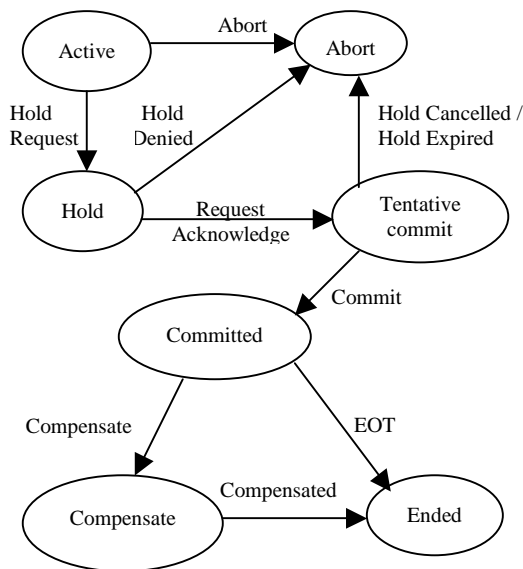 Abort
Active
Abort
Hold
Request
Hold
Denied
Hold Cancelled /
Hold Expired
Hold
Request
Acknowledge
Tentative
commit
Commit
Committed
Compensate
EOT
Compensated
Compensate
Ended